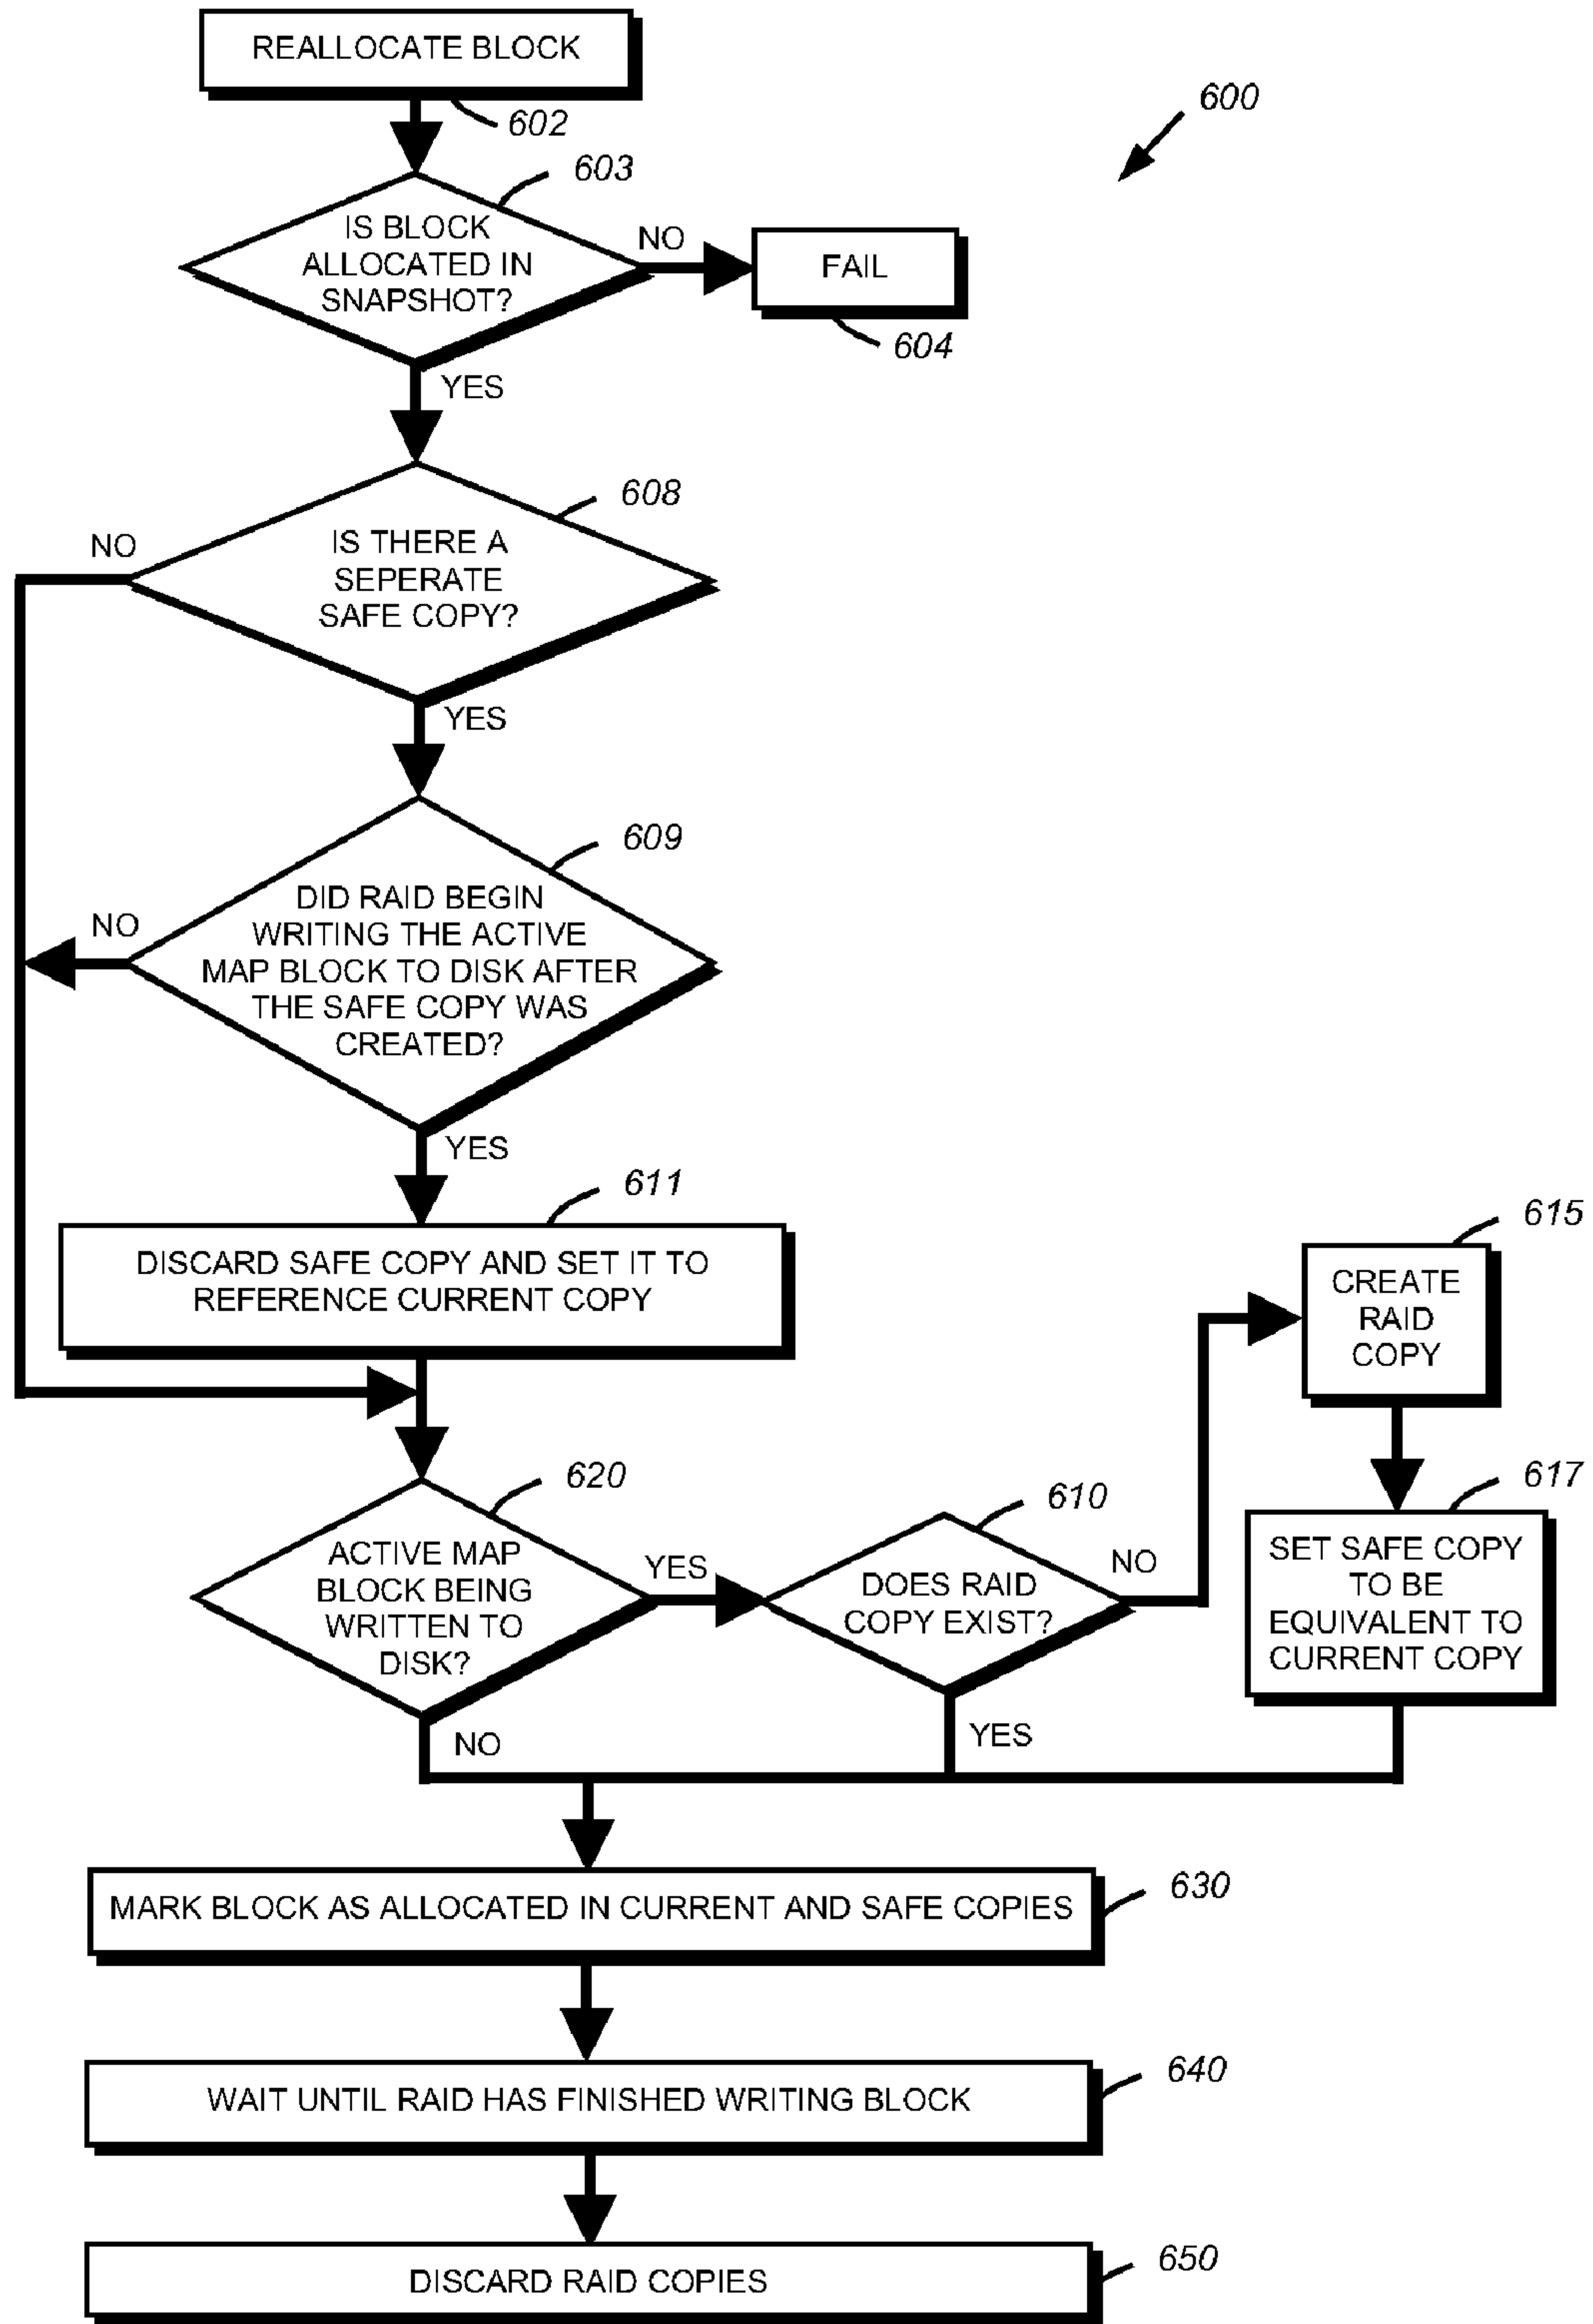 REALLOCATE BLOCK
602
600
603
IS BLOCK
ALLOCATED IN
SNAPSHOT?
NO
FAIL
604
YES
608
NO
IS THERE A
SEPERATE
SAFE COPY?
YES
609
NO
DID RAID BEGIN
WRITING THE ACTIVE
MAP BLOCK TO DISK AFTER
THE SAFE COPY WAS
CREATED?
YES
611
DISCARD SAFE COPY AND SET IT TO
REFERENCE CURRENT COPY
615
CREATE
RAID
COPY
620
ACTIVE MAP
BLOCK BEING
WRITTEN TO
DISK?
YES
NO
610
DOES RAID
COPY EXIST?
NO
YES
617
SET SAFE COPY
TO BE
EQUIVALENT TO
CURRENT COPY
MARK BLOCK AS ALLOCATED IN CURRENT AND SAFE COPIES
630
WAIT UNTIL RAID HAS FINISHED WRITING BLOCK
640
DISCARD RAID COPIES
650